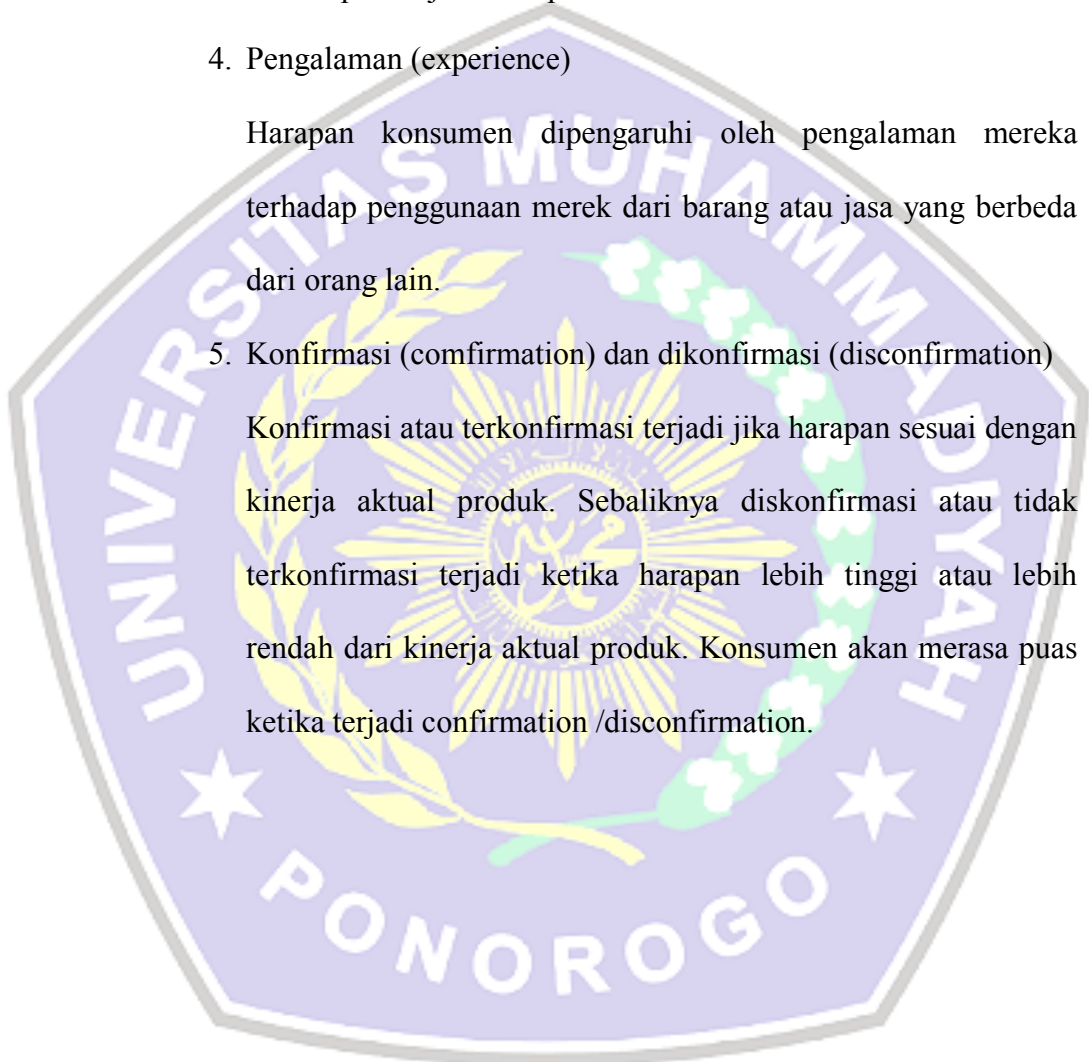 4. Pengalaman (experience)
Harapan konsumen dipengaruhi oleh pengalaman mereka
terhadap penggunaan merek dari barang atau jasa yang berbeda
dari orang lain.
5. Konfirmasi (comfirmation) dan dikonfirmasi (disconfirmation)
Konfirmasi atau terkonfirmasi terjadi jika harapan sesuai dengan
kinerja aktual produk. Sebaliknya diskonfirmasi atau tidak
terkonfirmasi terjadi ketika harapan lebih tinggi atau lebih
rendah dari kinerja aktual produk. Konsumen akan merasa puas
ketika terjadi confirmation /disconfirmation.
UNIVERSITAS MUHAMMADIYAH
PONOROGO